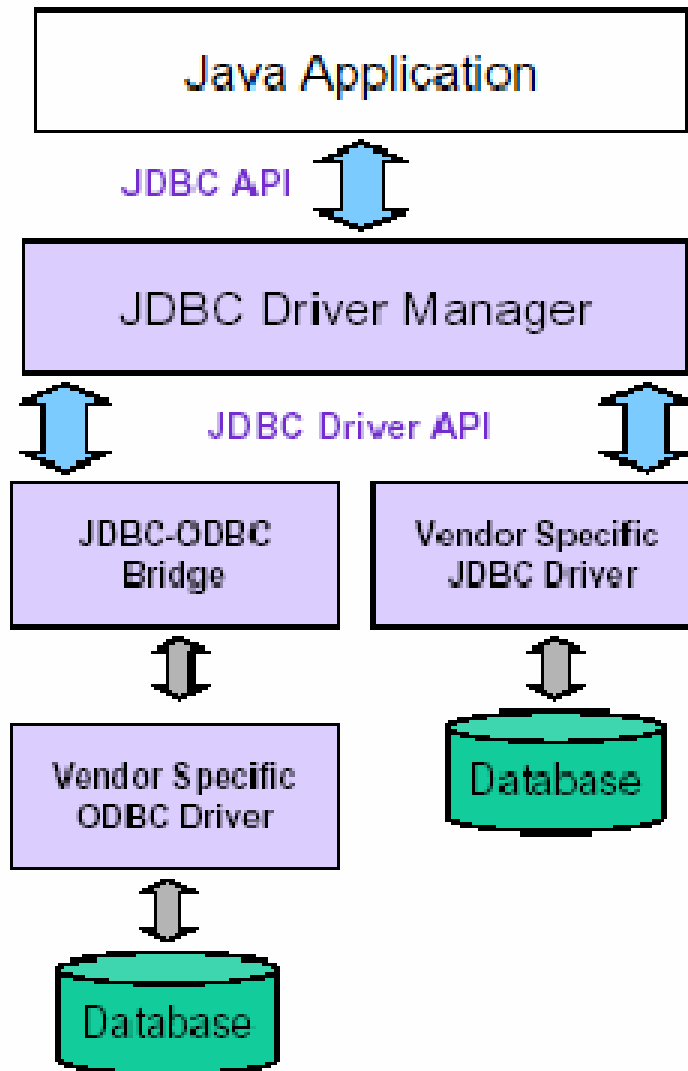 Java Application
JDBC API
JDBC Driver Manager
JDBC Driver API
JDBC-ODBC
Bridge
Vendor Specific
JDBC Driver
Vendor Specific
ODBC Driver
Database
Database